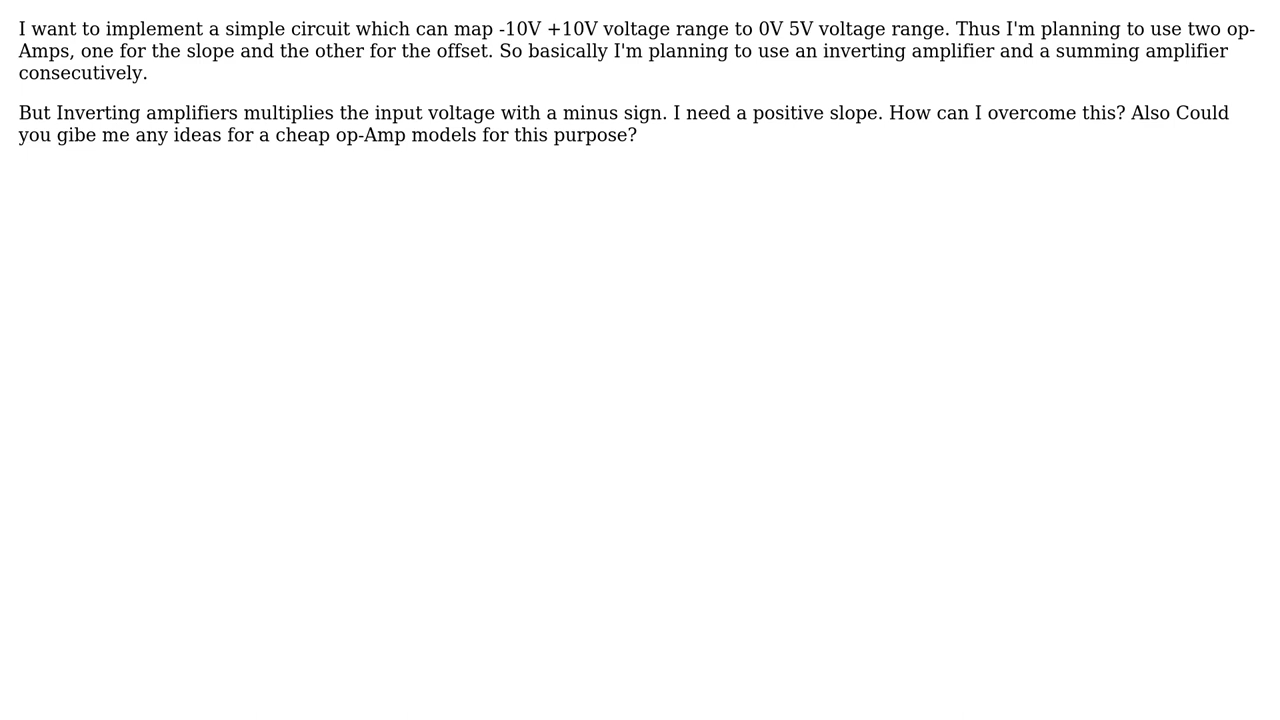 I want to implement a simple circuit which can map -10V +10V voltage range to 0V 5V voltage range. Thus I'm planning to use two op-
Amps, one for the slope and the other for the offset. So basically I'm planning to use an inverting amplifier and a summing amplifier
consecutively.
But Inverting amplifiers multiplies the input voltage with a minus sign. I need a positive slope. How can I overcome this? Also Could
you gibe me any ideas for a cheap op-Amp models for this purpose?